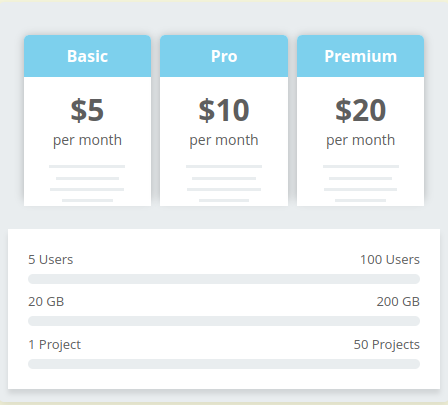 Basic
$5
per month
Pro
$10
per month
Premium
$20
per month
5 Users 100 Users
20 GB 200 GB
1 Project 50 Projects